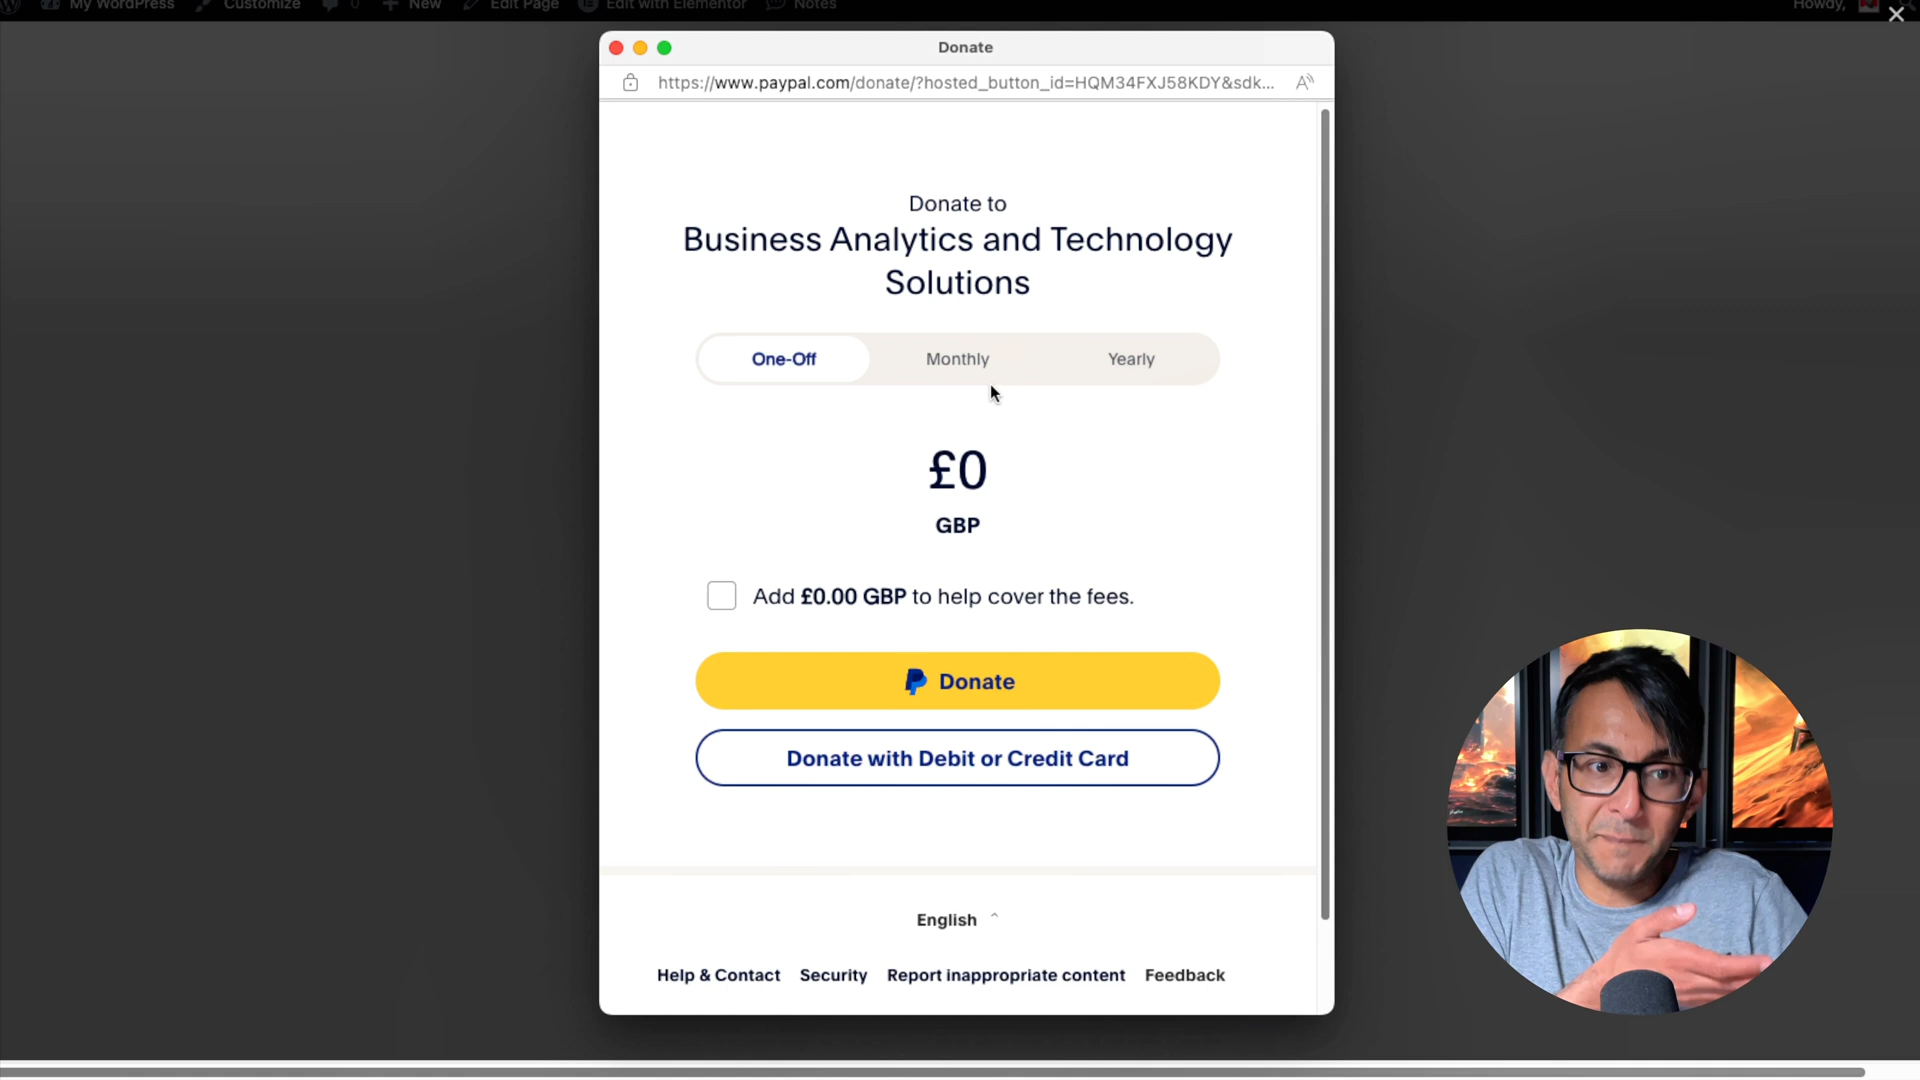 My WordPress Customize 0 New Edit Page Edit with Elementor Notes Howdy,
Donate
https://www.paypal.com/donate/?hosted_button_id=HQM34FXJ58KDY&sdk...
Donate to
Business Analytics and Technology
Solutions
One-Off Monthly Yearly
£0
GBP
Add £0.00 GBP to help cover the fees.
Donate
Donate with Debit or Credit Card
English
Help & Contact Security Report inappropriate content Feedback